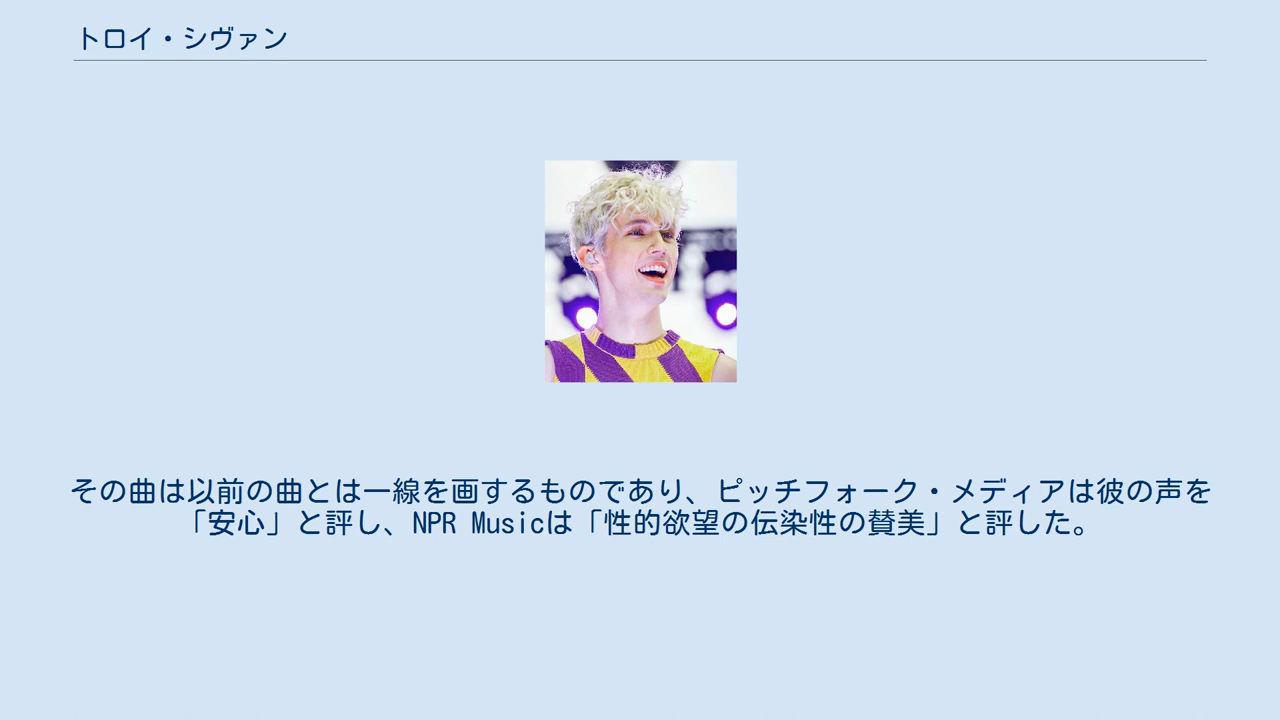 トロイ・シヴァン
その曲は以前の曲とは一線を画するものであり、ピッチフォーク・メディアは彼の声を
「安心」と評し、NPR Musicは「性的欲望の伝染性の賛美」と評した。